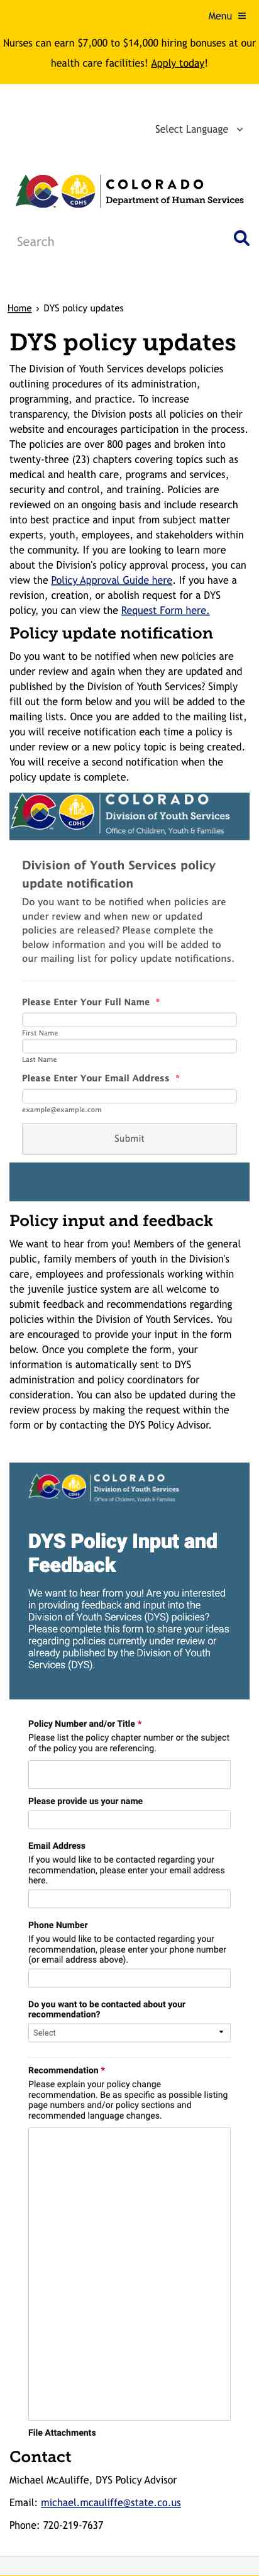 Menu
Nurses can earn $7,000 to $14,000 hiring bonuses at our
health care facilities! Apply today!
Select Language
CDHS
COLORADO
Department of Human Services
Search
Home › DYS policy updates
DYS policy updates
The Division of Youth Services develops policies
outlining procedures of its administration,
programming, and practice. To increase
transparency, the Division posts all policies on their
website and encourages participation in the process.
The policies are over 800 pages and broken into
twenty-three (23) chapters covering topics such as
medical and health care, programs and services,
security and control, and training. Policies are
reviewed on an ongoing basis and include research
into best practice and input from subject matter
experts, youth, employees, and stakeholders within
the community. If you are looking to learn more
about the Division's policy approval process, you can
view the Policy Approval Guide here. If you have a
revision, creation, or abolish request for a DYS
policy, you can view the Request Form here.
Policy update notification
Do you want to be notified when new policies are
under review and again when they are updated and
published by the Division of Youth Services? Simply
fill out the form below and you will be added to the
mailing lists. Once you are added to the mailing list,
you will receive notification each time a policy is
under review or a new policy topic is being created.
You will receive a second notification when the
policy update is complete.
CDHS
COLORADO
Division of Youth Services
Office of Children, Youth & Families
Division of Youth Services policy
update notification
Do you want to be notified when policies are
under review and when new or updated
policies are released? Please complete the
below information and you will be added to
our mailing list for policy update notifications.
Please Enter Your Full Name *
First Name
Last Name
Please Enter Your Email Address *
example@example.com
Submit
Policy input and feedback
We want to hear from you! Members of the general
public, family members of youth in the Division's
care, employees and professionals working within
the juvenile justice system are all welcome to
submit feedback and recommendations regarding
policies within the Division of Youth Services. You
are encouraged to provide your input in the form
below. Once you complete the form, your
information is automatically sent to DYS
administration and policy coordinators for
consideration. You can also be updated during the
review process by making the request within the
form or by contacting the DYS Policy Advisor.
CDHS
COLORADO
Division of Youth Services
Office of Children, Youth & Families
DYS Policy Input and
Feedback
We want to hear from you! Are you interested
in providing feedback and input into the
Division of Youth Services (DYS) policies?
Please complete this form to share your ideas
regarding policies currently under review or
already published by the Division of Youth
Services (DYS).
Policy Number and/or Title *
Please list the policy chapter number or the subject
of the policy you are referencing.
Please provide us your name
Email Address
If you would like to be contacted regarding your
recommendation, please enter your email address
here.
Phone Number
If you would like to be contacted regarding your
recommendation, please enter your phone number
(or email address above).
Do you want to be contacted about your
recommendation?
Select
Recommendation *
Please explain your policy change
recommendation. Be as specific as possible listing
page numbers and/or policy sections and
recommended language changes.
File Attachments
Contact
Michael McAuliffe, DYS Policy Advisor
Email: michael.mcauliffe@state.co.us
Phone: 720-219-7637